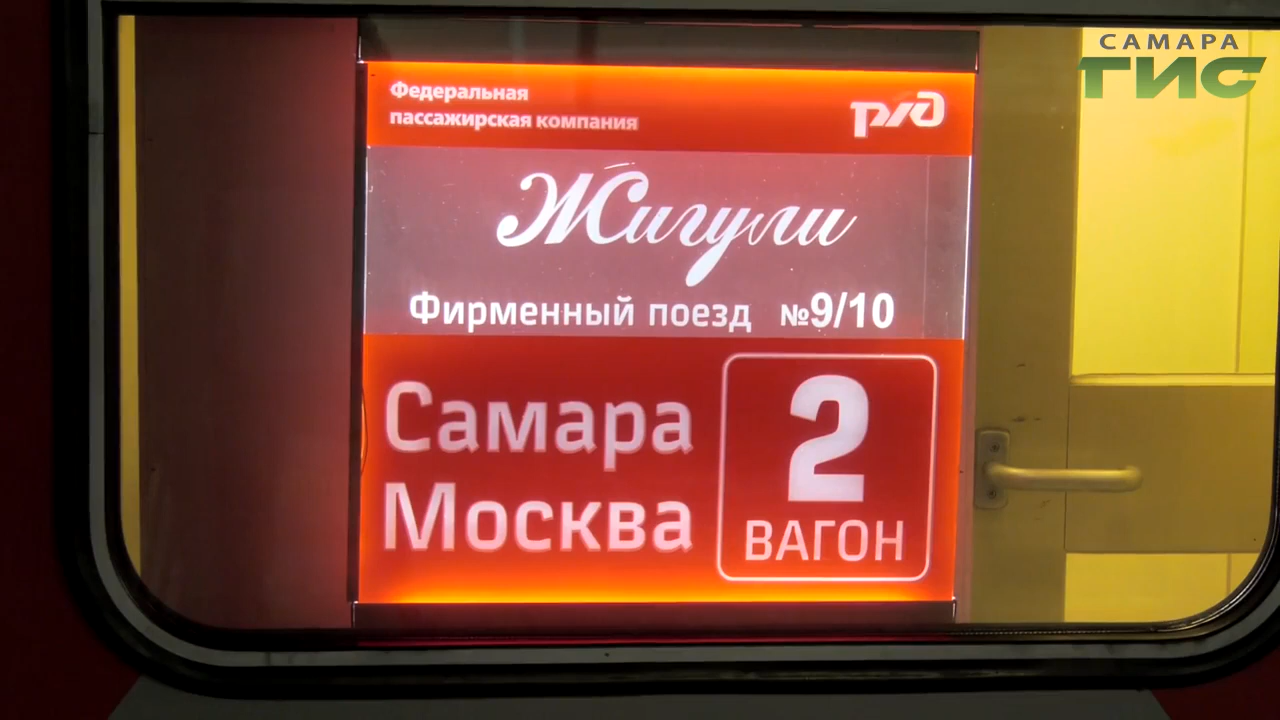 САМАРА
ГИС
Федеральная
пассажирская компания
ржд
Жигули
Фирменный поезд №9/10
Самара
Москва
2
ВАГОН